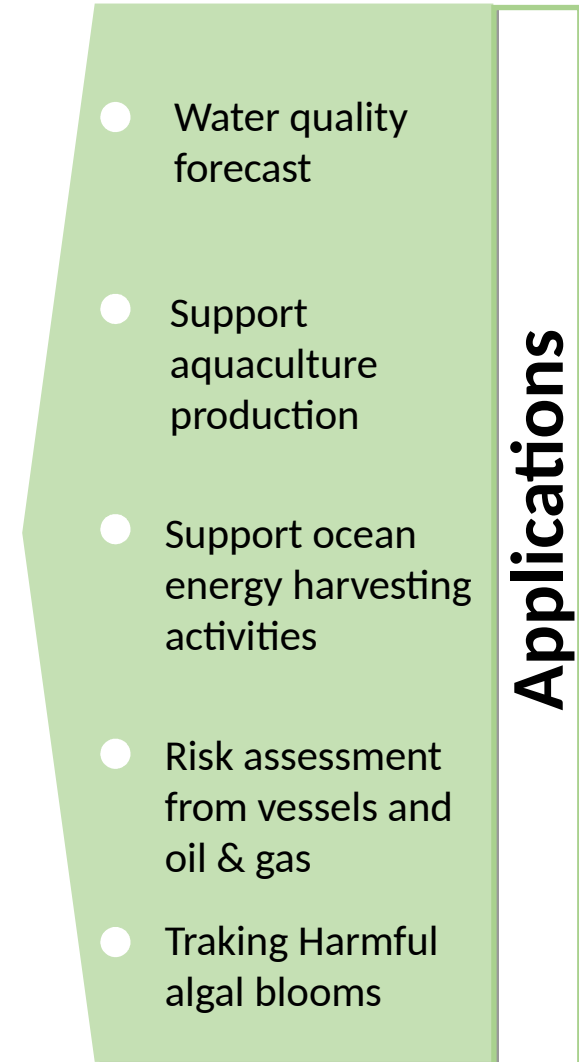 Water quality
forecast
Support
aquaculture
production
Support ocean
energy harvesting
activities
Risk assessment
from vessels and
oil & gas
Traking Harmful
algal blooms
Applications